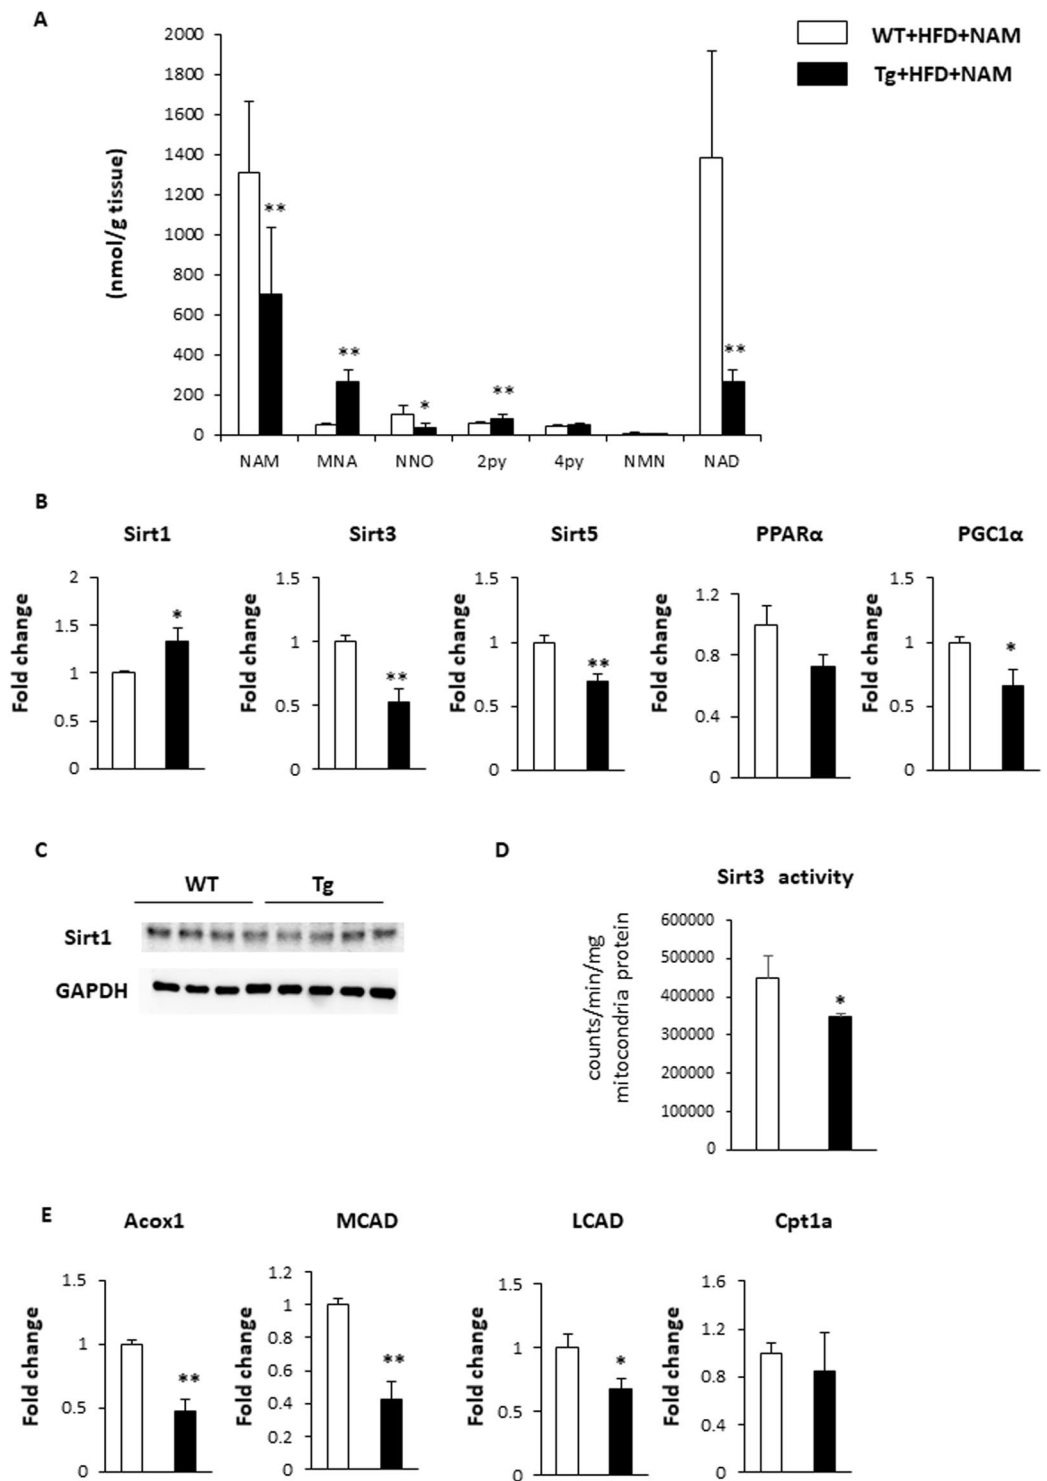 A
WT+HFD+NAM
Tg+HFD+NAM
(nmol/g tissue)
2000
1800
1600
1400
1200
1000
800
600
400
200
0
**
**
*
**
**
NAM MNA NNO 2py 4py NMN NAD
B
Sirt1 Sirt3 Sirt5 PPARα PGC1α
Fold change
2
1.5
1
0.5
0
*
Fold change
1.5
1
0.5
0
**
Fold change
1.5
1
0.5
0
**
Fold change
1.2
0.8
0.4
0
Fold change
1.5
1
0.5
0
*
C
WT Tg
Sirt1
GAPDH
D
Sirt3 activity
counts/min/mg
mitocondria protein
600000
500000
400000
300000
200000
100000
0
*
E
Acox1 MCAD LCAD Cpt1a
Fold change
1.5
1
0.5
0
**
Fold change
1.2
1
0.8
0.6
0.4
0.2
0
**
Fold change
1.5
1
0.5
0
*
Fold change
1.6
1.2
0.8
0.4
0